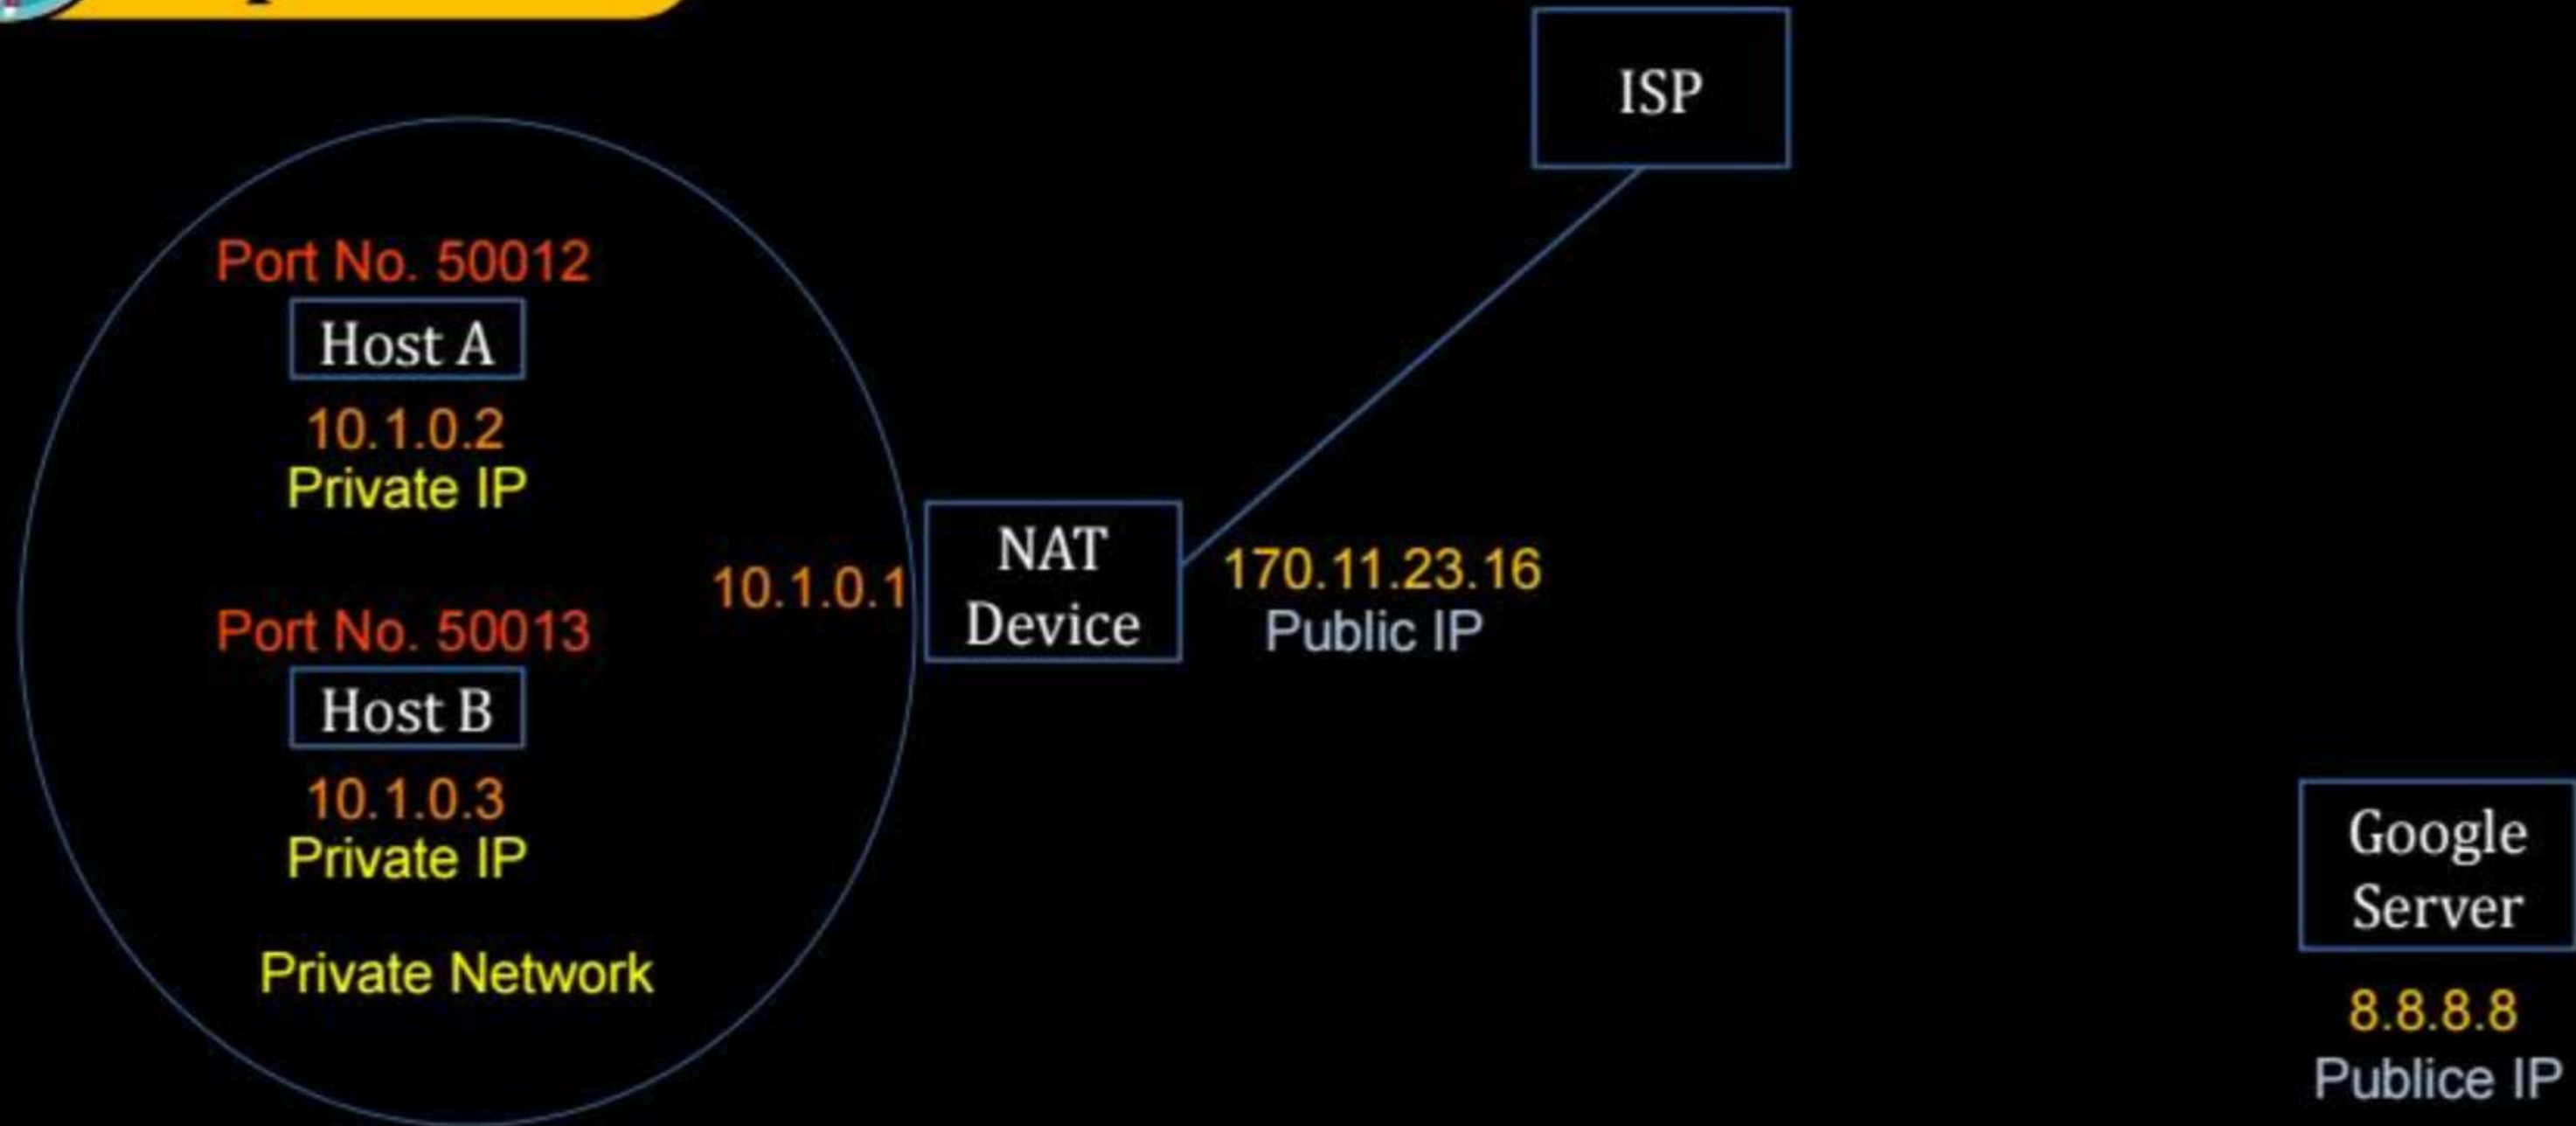 ISP
Port No. 50012
Host A
10.1.0.2
Private IP
Port No. 50013
Host B
10.1.0.3
Private IP
Private Network
10.1.0.1
NAT
Device
170.11.23.16
Public IP
Google
Server
8.8.8.8
Publice IP